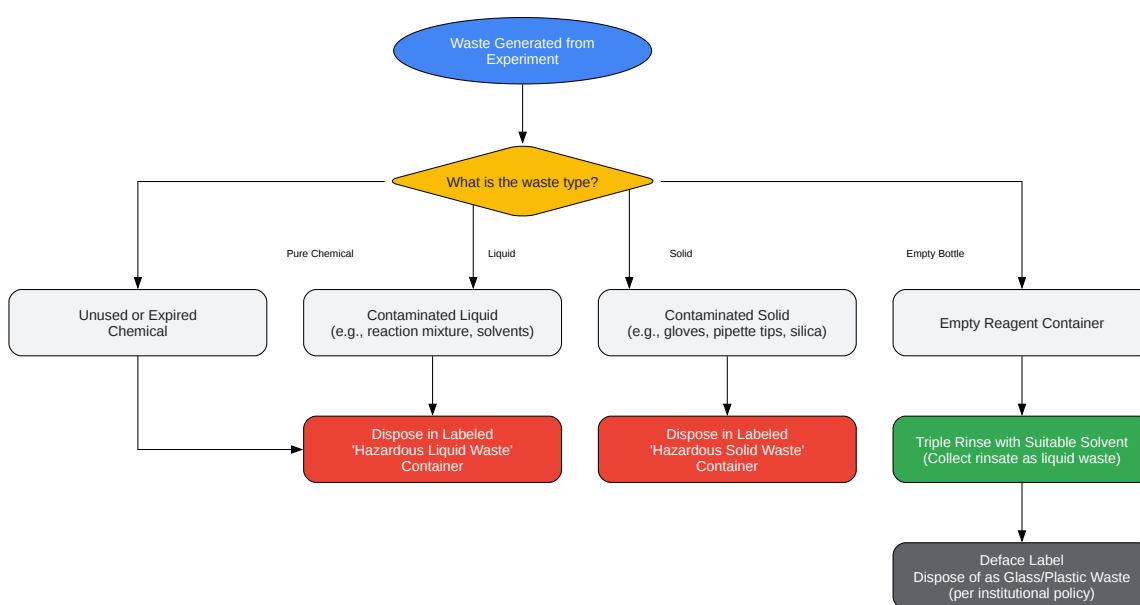 Waste Generated from
Experiment
What is the waste type?
Pure Chemical
Liquid
Solid
Empty Bottle
Unused or Expired
Chemical
Contaminated Liquid
(e.g., reaction mixture, solvents)
Contaminated Solid
(e.g., gloves, pipette tips, silica)
Empty Reagent Container
Dispose in Labeled
'Hazardous Liquid Waste'
Container
Dispose in Labeled
'Hazardous Solid Waste'
Container
Triple Rinse with Suitable Solvent
(Collect rinsate as liquid waste)
Deface Label
Dispose of as Glass/Plastic Waste
(per institutional policy)